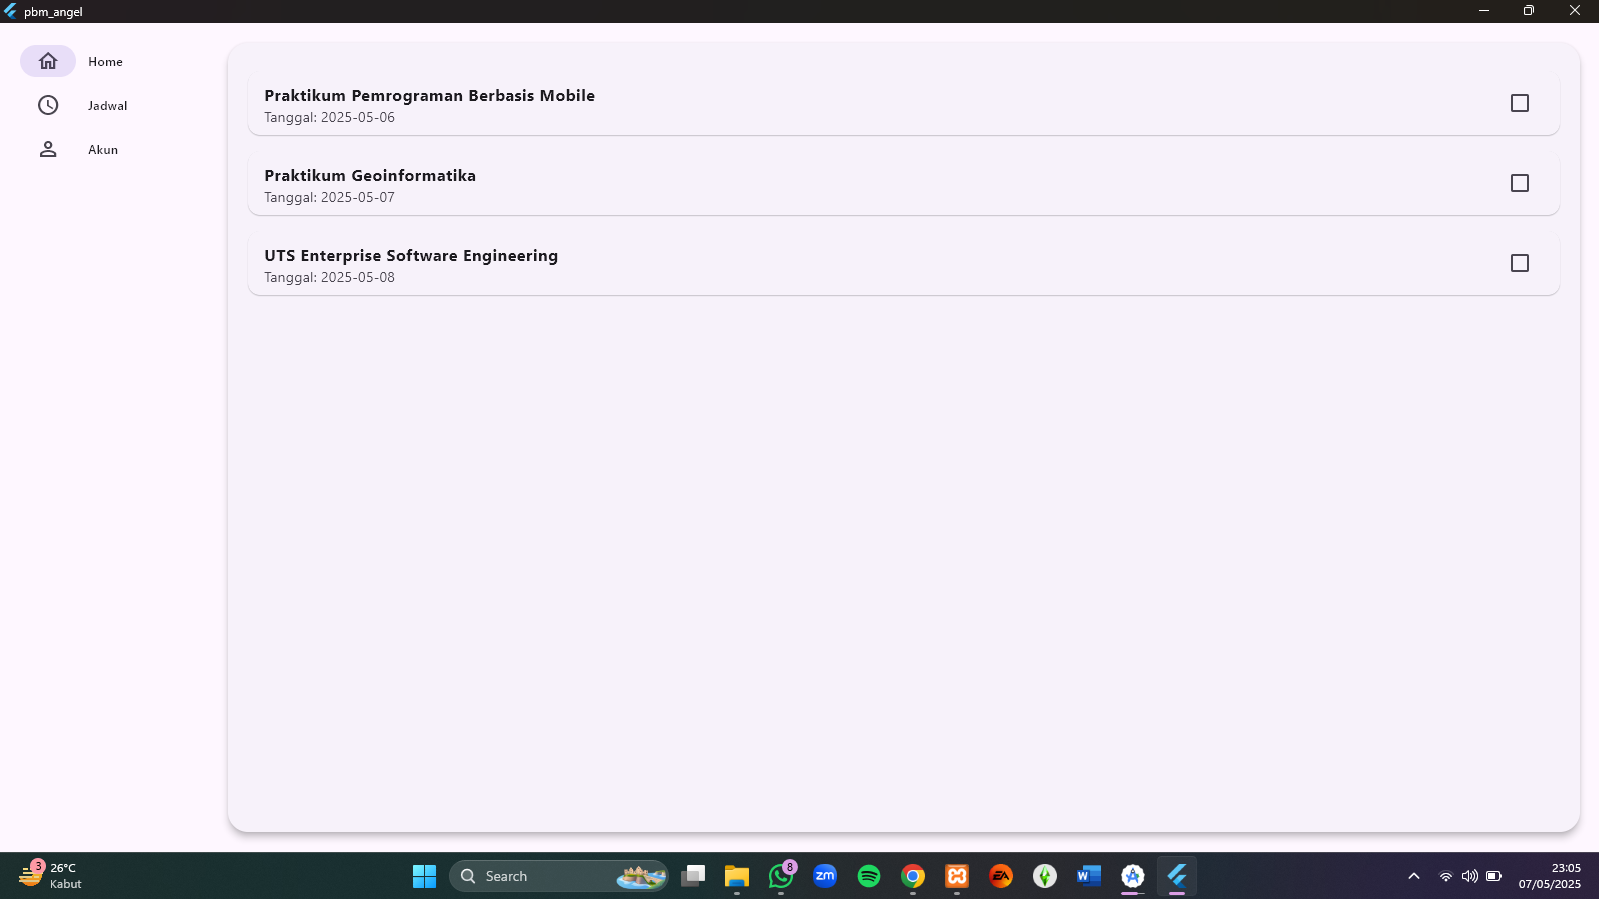 pbm_angel
Home
Jadwal
Akun
Praktikum Pemrograman Berbasis Mobile
Tanggal: 2025-05-06
Praktikum Geoinformatika
Tanggal: 2025-05-07
UTS Enterprise Software Engineering
Tanggal: 2025-05-08
3
26°C
Kabut
Search
8
zm
EA
W
A
23:05
07/05/2025